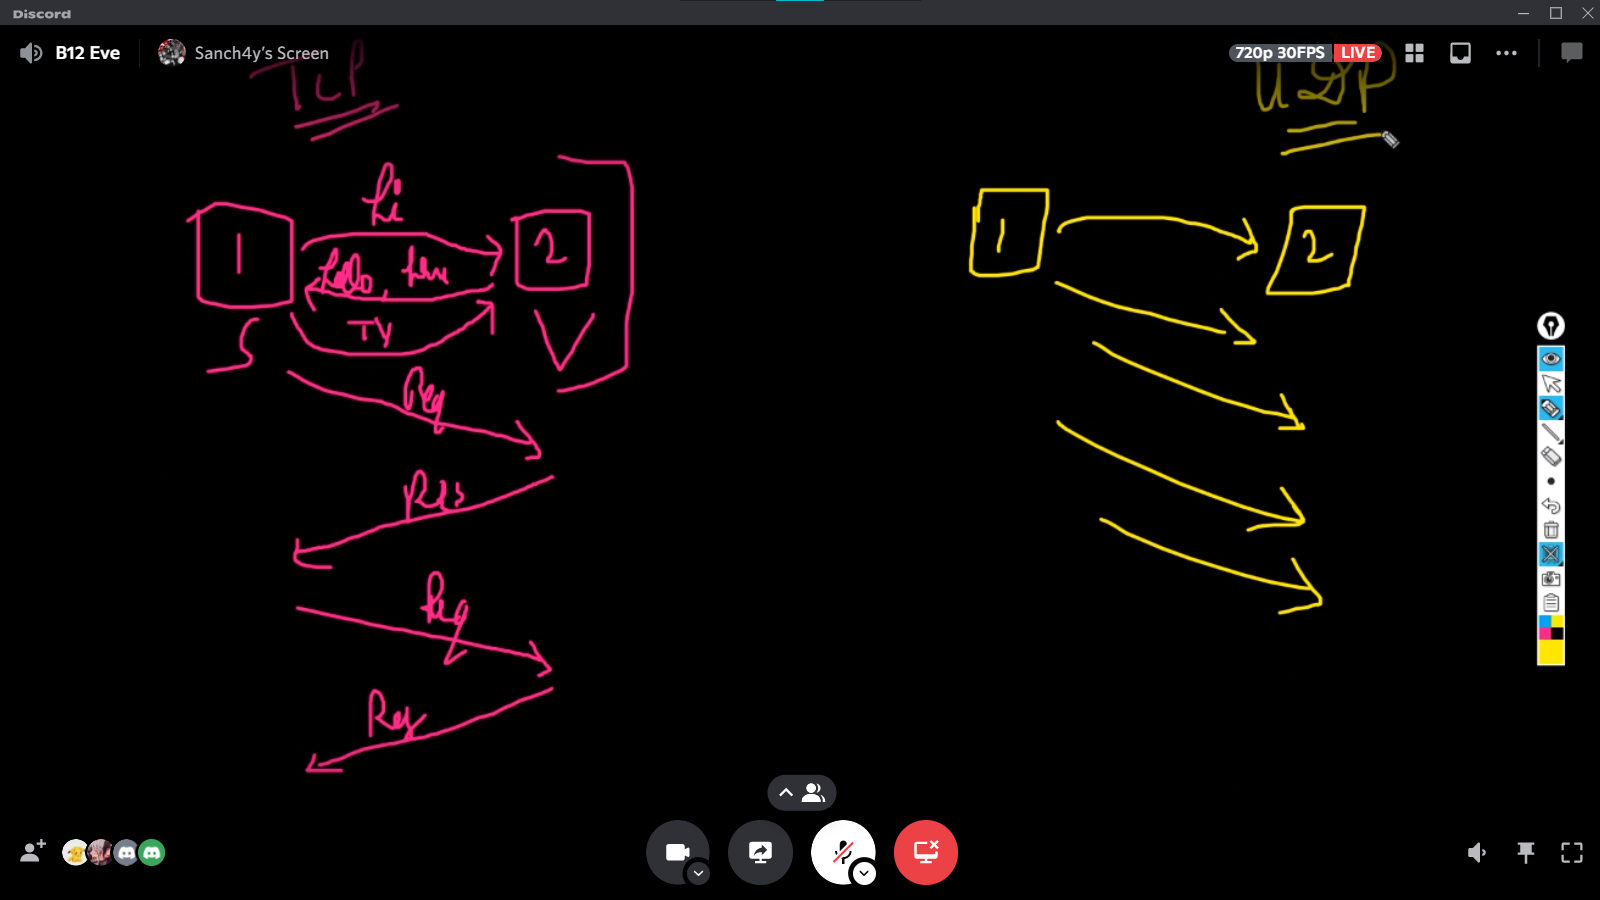 Discord
B12 Eve
Sanch4y's Screen
720p 30FPS LIVE
TCP
UDP
Hi
1
2
Hello, Hru
TY
S
V
Req
Res
Req
Res
1
2